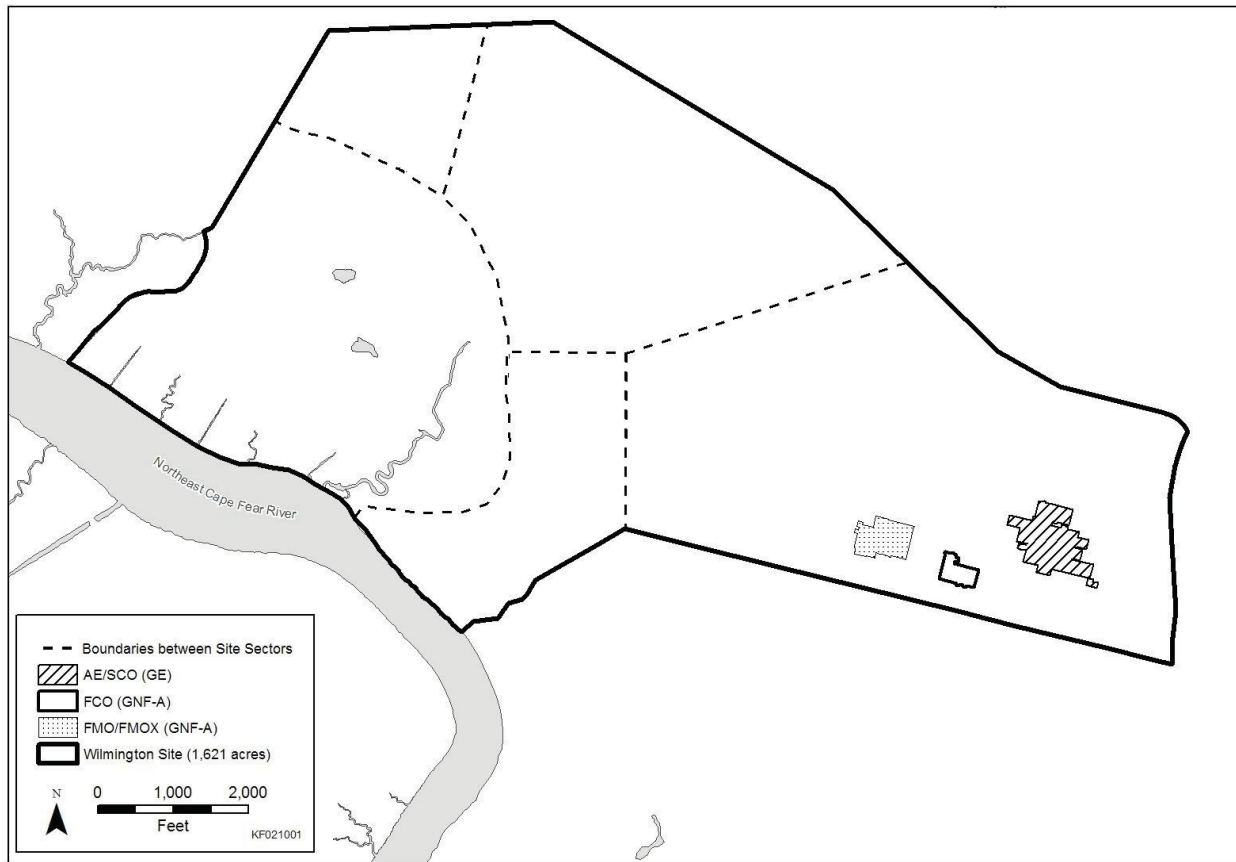 Northeast Cape Fear River
Boundaries between Site Sectors
AE/SCO (GE)
FCO (GNF-A)
FMO/FMOX (GNF-A)
Wilmington Site (1,621 acres)
N
0 1,000 2,000
Feet
KF021001